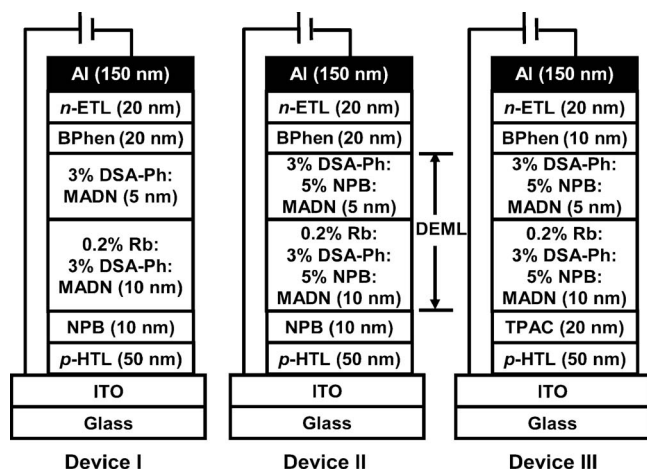 Al (150 nm)
n-ETL (20 nm)
BPhen (20 nm)
3% DSA-Ph:
MADN (5 nm)
0.2% Rb:
3% DSA-Ph:
MADN (10 nm)
NPB (10 nm)
p-HTL (50 nm)
ITO
Glass
Device I
Al (150 nm)
n-ETL (20 nm)
BPhen (20 nm)
3% DSA-Ph:
5% NPB:
MADN (5 nm)
0.2% Rb:
3% DSA-Ph:
5% NPB:
MADN (10 nm)
NPB (10 nm)
p-HTL (50 nm)
ITO
Glass
Device II
DEML
Al (150 nm)
n-ETL (20 nm)
BPhen (10 nm)
3% DSA-Ph:
5% NPB:
MADN (5 nm)
0.2% Rb:
3% DSA-Ph:
5% NPB:
MADN (10 nm)
TPAC (20 nm)
p-HTL (50 nm)
ITO
Glass
Device III